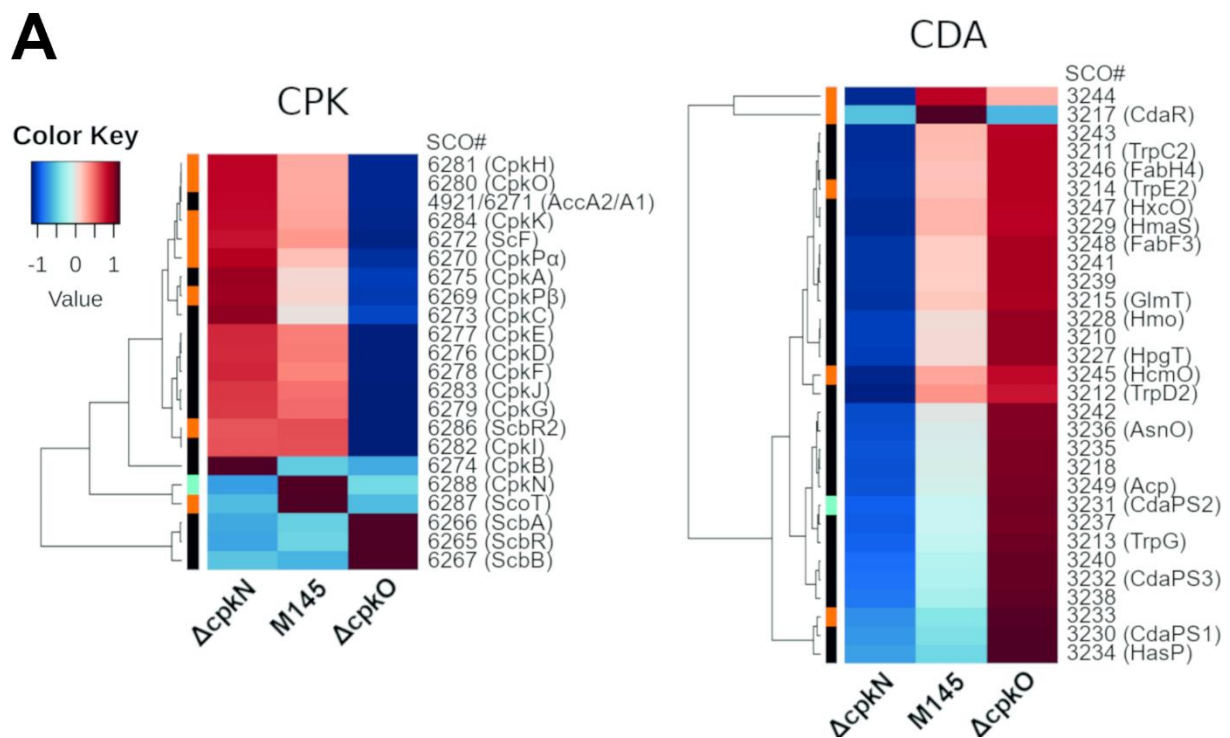 A
CPK
Color Key
-1 0 1
Value
SCO#
6281 (CpkH)
6280 (CpkO)
4921/6271 (AccA2/A1)
6284 (CpkK)
6272 (ScF)
6270 (CpkPα)
6275 (CpkA)
6269 (CpkPβ)
6273 (CpkC)
6277 (CpkE)
6276 (CpkD)
6278 (CpkF)
6283 (CpkJ)
6279 (CpkG)
6286 (ScbR2)
6282 (CpkI)
6274 (CpkB)
6288 (CpkN)
6287 (ScoT)
6266 (ScbA)
6265 (ScbR)
6267 (ScbB)
ΔcpkN
M145
ΔcpkO
CDA
SCO#
3244
3217 (CdaR)
3243
3211 (TrpC2)
3246 (FabH4)
3214 (TrpE2)
3247 (HxcO)
3229 (HmaS)
3248 (FabF3)
3241
3239
3215 (GlmT)
3228 (Hmo)
3210
3227 (HpgT)
3245 (HcmO)
3212 (TrpD2)
3242
3236 (AsnO)
3235
3218
3249 (Acp)
3231 (CdaPS2)
3237
3213 (TrpG)
3240
3232 (CdaPS3)
3238
3233
3230 (CdaPS1)
3234 (HasP)
ΔcpkN
M145
ΔcpkO